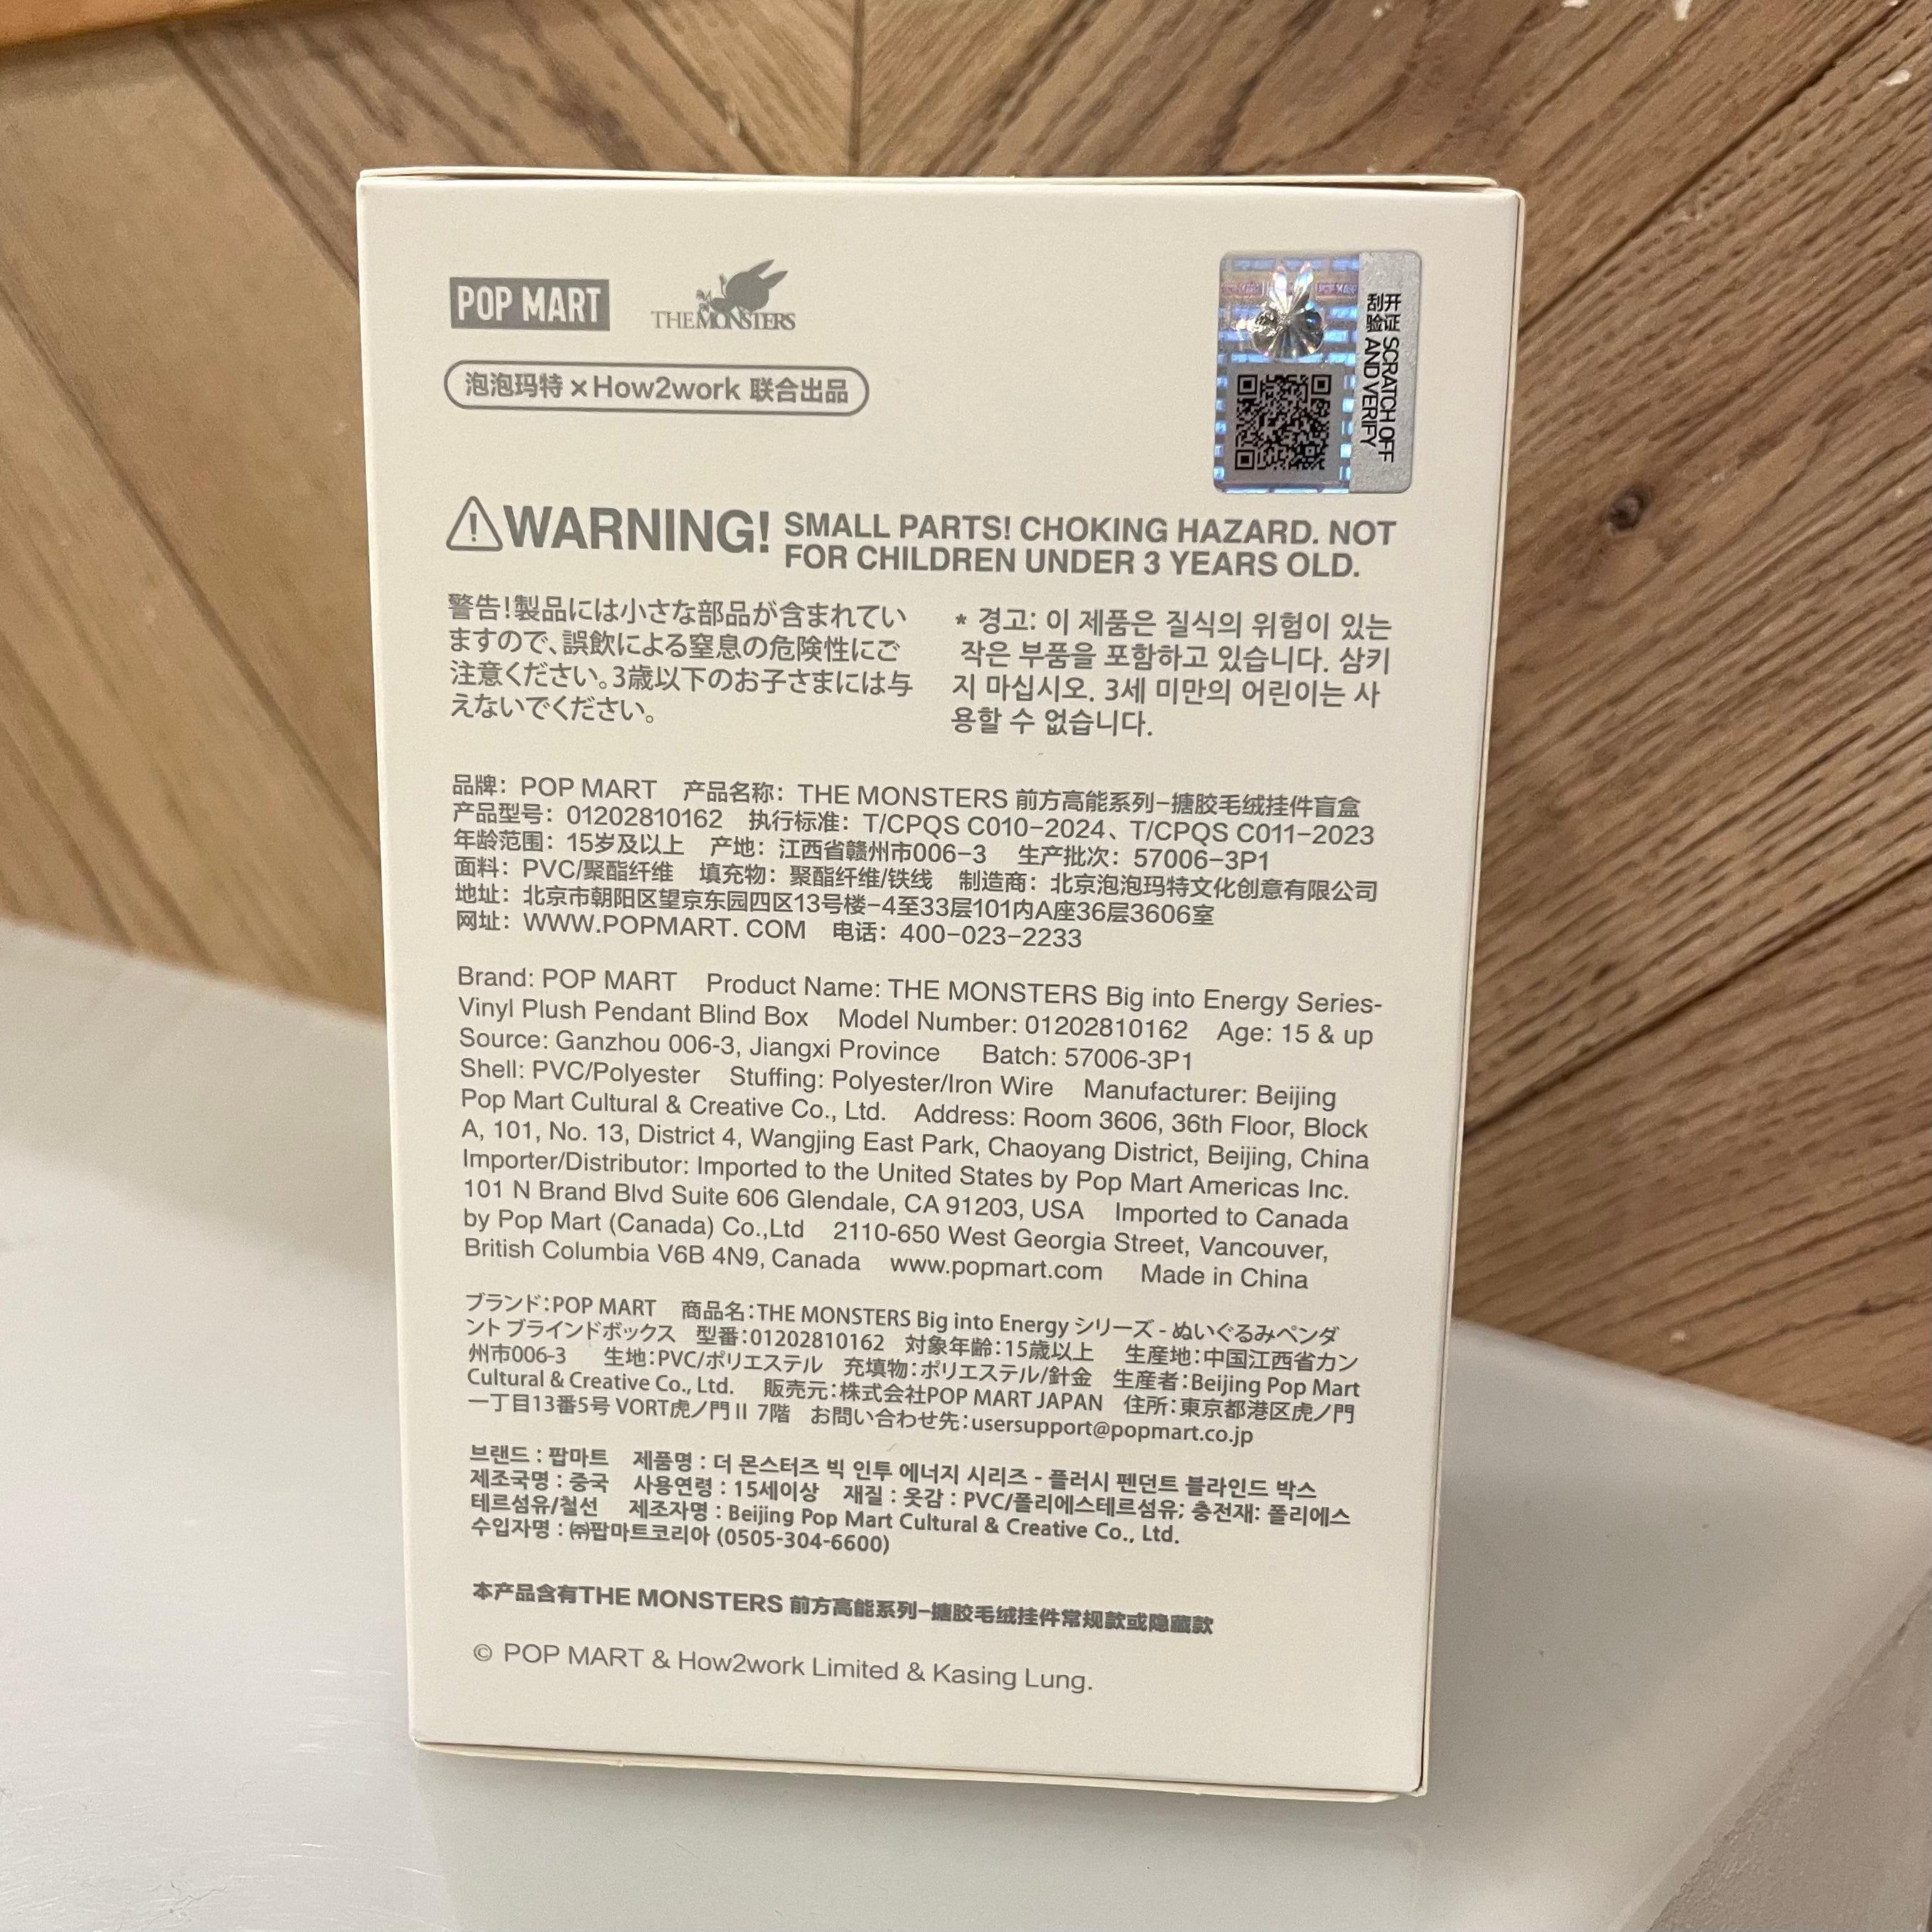 POP MART
THE MONSTERS
泡泡玛特×How2work 联合出品
刮开 SCRATCH OFF
验证 AND VERIFY
WARNING! SMALL PARTS! CHOKING HAZARD. NOT
FOR CHILDREN UNDER 3 YEARS OLD.
警告!製品には小さな部品が含まれてい
ますので、誤飲による窒息の危険性にご
注意ください。3歳以下のお子さまには与
えないでください。
* 경고: 이 제품은 질식의 위험이 있는
작은 부품을 포함하고 있습니다. 삼키
지 마십시오. 3세 미만의 어린이는 사
용할 수 없습니다.
品牌: POP MART 产品名称: THE MONSTERS 前方高能系列-搪胶毛绒挂件盲盒
产品型号: 01202810162 执行标准: T/CPQS C010-2024、T/CPQS C011-2023
年龄范围: 15岁及以上 产地: 江西省赣州市006-3 生产批次: 57006-3P1
面料: PVC/聚酯纤维 填充物: 聚酯纤维/铁线 制造商: 北京泡泡玛特文化创意有限公司
地址: 北京市朝阳区望京东园四区13号楼-4至33层101内A座36层3606室
网址: WWW.POPMART. COM 电话: 400-023-2233
Brand: POP MART Product Name: THE MONSTERS Big into Energy Series-
Vinyl Plush Pendant Blind Box Model Number: 01202810162 Age: 15 & up
Source: Ganzhou 006-3, Jiangxi Province Batch: 57006-3P1
Shell: PVC/Polyester Stuffing: Polyester/Iron Wire Manufacturer: Beijing
Pop Mart Cultural & Creative Co., Ltd. Address: Room 3606, 36th Floor, Block
A, 101, No. 13, District 4, Wangjing East Park, Chaoyang District, Beijing, China
Importer/Distributor: Imported to the United States by Pop Mart Americas Inc.
101 N Brand Blvd Suite 606 Glendale, CA 91203, USA Imported to Canada
by Pop Mart (Canada) Co.,Ltd 2110-650 West Georgia Street, Vancouver,
British Columbia V6B 4N9, Canada www.popmart.com Made in China
ブランド:POP MART 商品名:THE MONSTERS Big into Energy シリーズ - ぬいぐるみペンダ
ント ブラインドボックス 型番:01202810162 対象年齢:15歳以上 生産地:中国江西省カン
州市006-3 生地:PVC/ポリエステル 充填物:ポリエステル/針金 生産者:Beijing Pop Mart
Cultural & Creative Co., Ltd. 販売元:株式会社POP MART JAPAN 住所:東京都港区虎ノ門
一丁目13番5号 VORT虎ノ門II 7階 お問い合わせ先:usersupport@popmart.co.jp
브랜드 : 팝마트 제품명 : 더 몬스터즈 빅 인투 에너지 시리즈 - 플러시 펜던트 블라인드 박스
제조국명 : 중국 사용연령 : 15세이상 재질 : 옷감 : PVC/폴리에스테르섬유; 충전재: 폴리에스
테르섬유/철선 제조자명 : Beijing Pop Mart Cultural & Creative Co., Ltd.
수입자명 : ㈜팝마트코리아 (0505-304-6600)
本产品含有THE MONSTERS 前方高能系列-搪胶毛绒挂件常规款或隐藏款
© POP MART & How2work Limited & Kasing Lung.